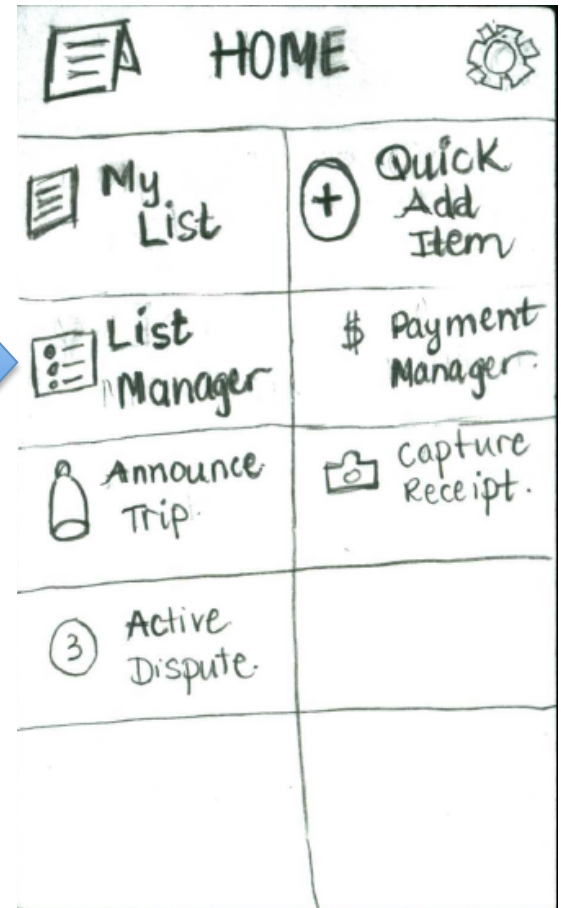 HOME
My
List
+
Quick
Add
Item
List
Manager
$ Payment
Manager.
Announce
Trip.
Capture
Receipt.
3
Active
Dispute.